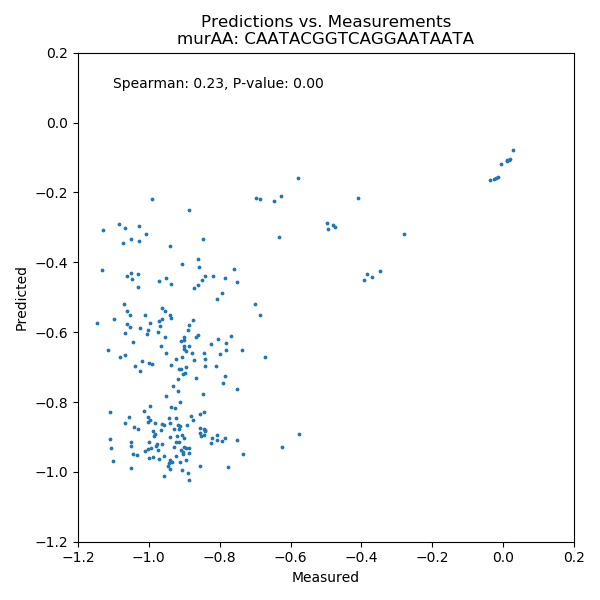 Predictions vs. Measurements
murAA: CAATACGGTCAGGAATAATA
Spearman: 0.23, P-value: 0.00
0.2
0.0
−0.2
−0.4
−0.6
−0.8
−1.0
−1.2
Predicted
−1.2 −1.0 −0.8 −0.6 −0.4 −0.2 0.0 0.2
Measured